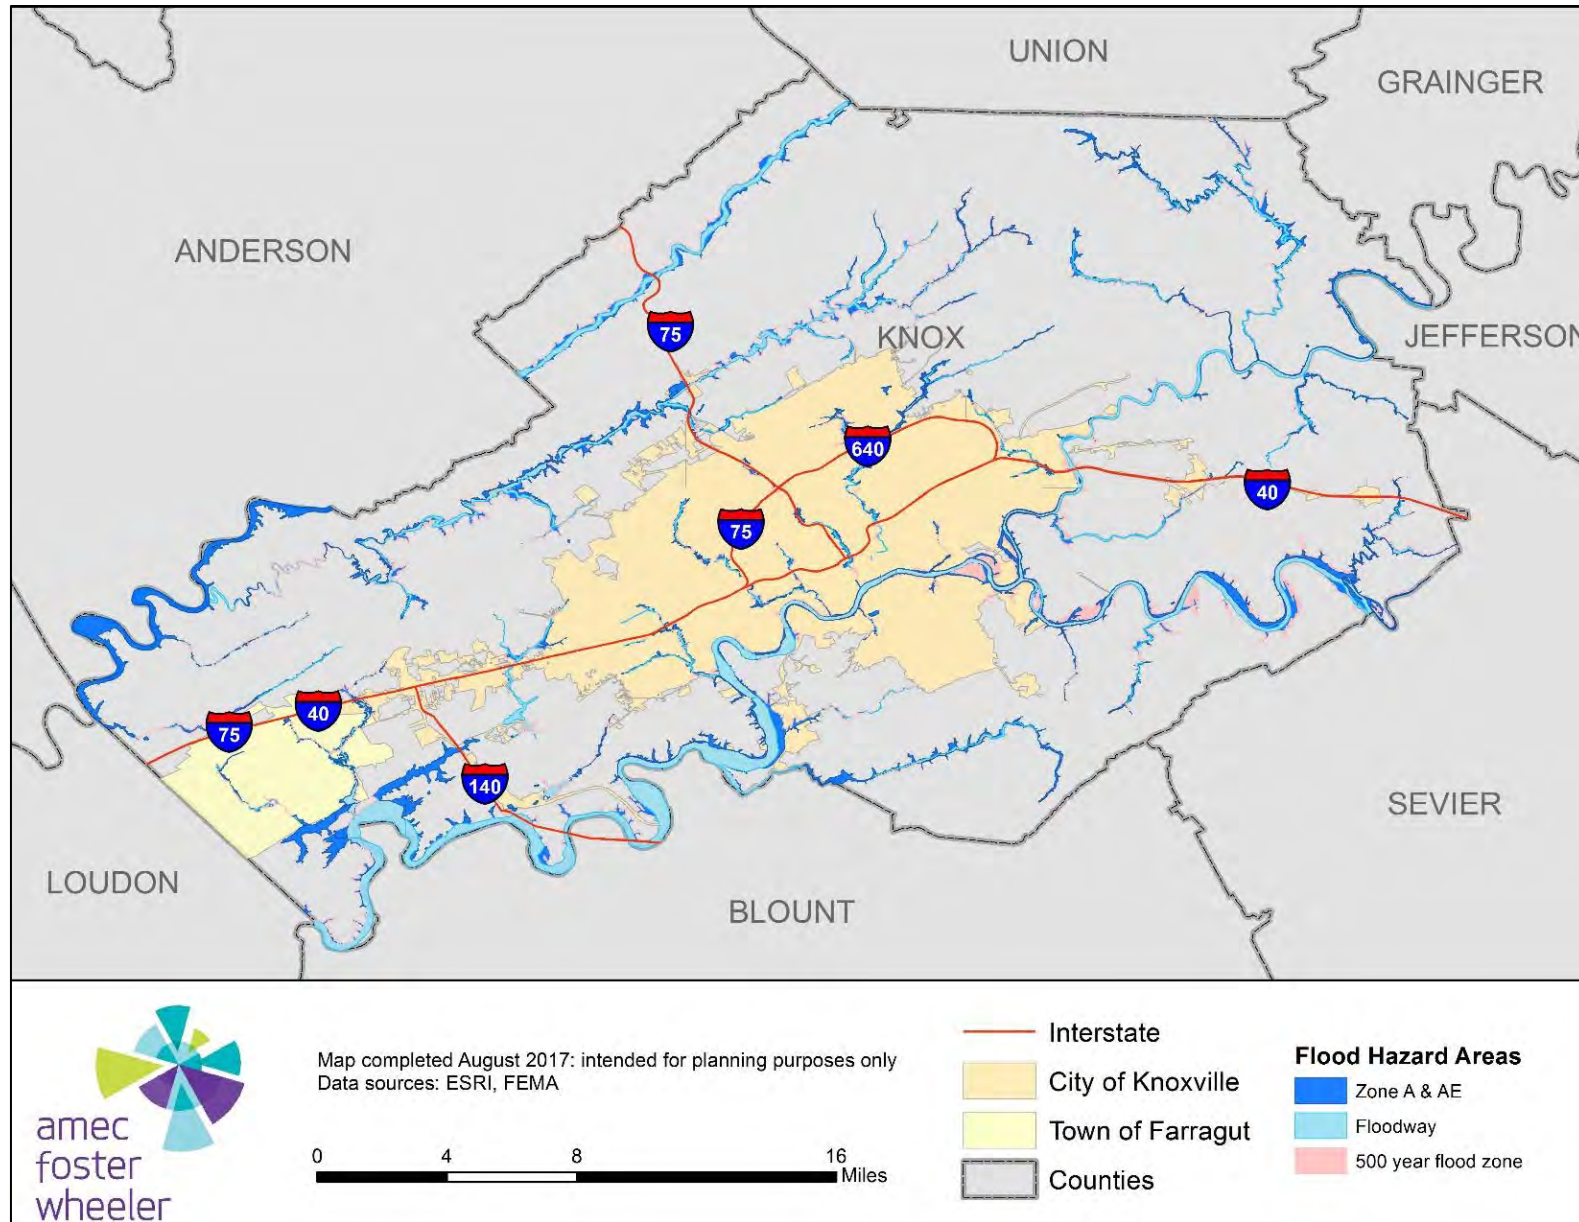 UNION
GRAINGER
ANDERSON
75
KNOX
JEFFERSON
640
40
75
40
75
140
SEVIER
LOUDON
BLOUNT
amec
foster
wheeler
Map completed August 2017: intended for planning purposes only
Data sources: ESRI, FEMA
0 4 8 16
Miles
Interstate
City of Knoxville
Town of Farragut
Counties
Flood Hazard Areas
Zone A & AE
Floodway
500 year flood zone